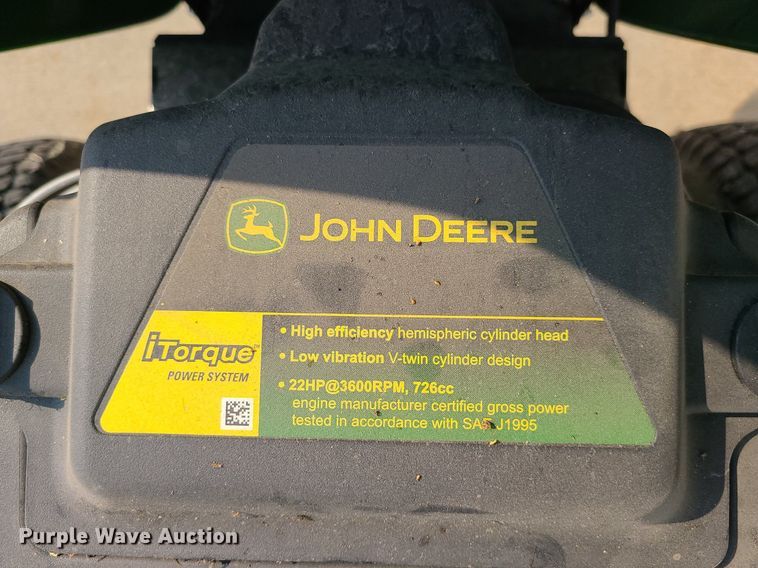 JOHN DEERE
iTorque™
POWER SYSTEM
• High efficiency hemispheric cylinder head
• Low vibration V-twin cylinder design
• 22HP@3600RPM, 726cc
engine manufacturer certified gross power
tested in accordance with SAE J1995
Purple Wave Auction